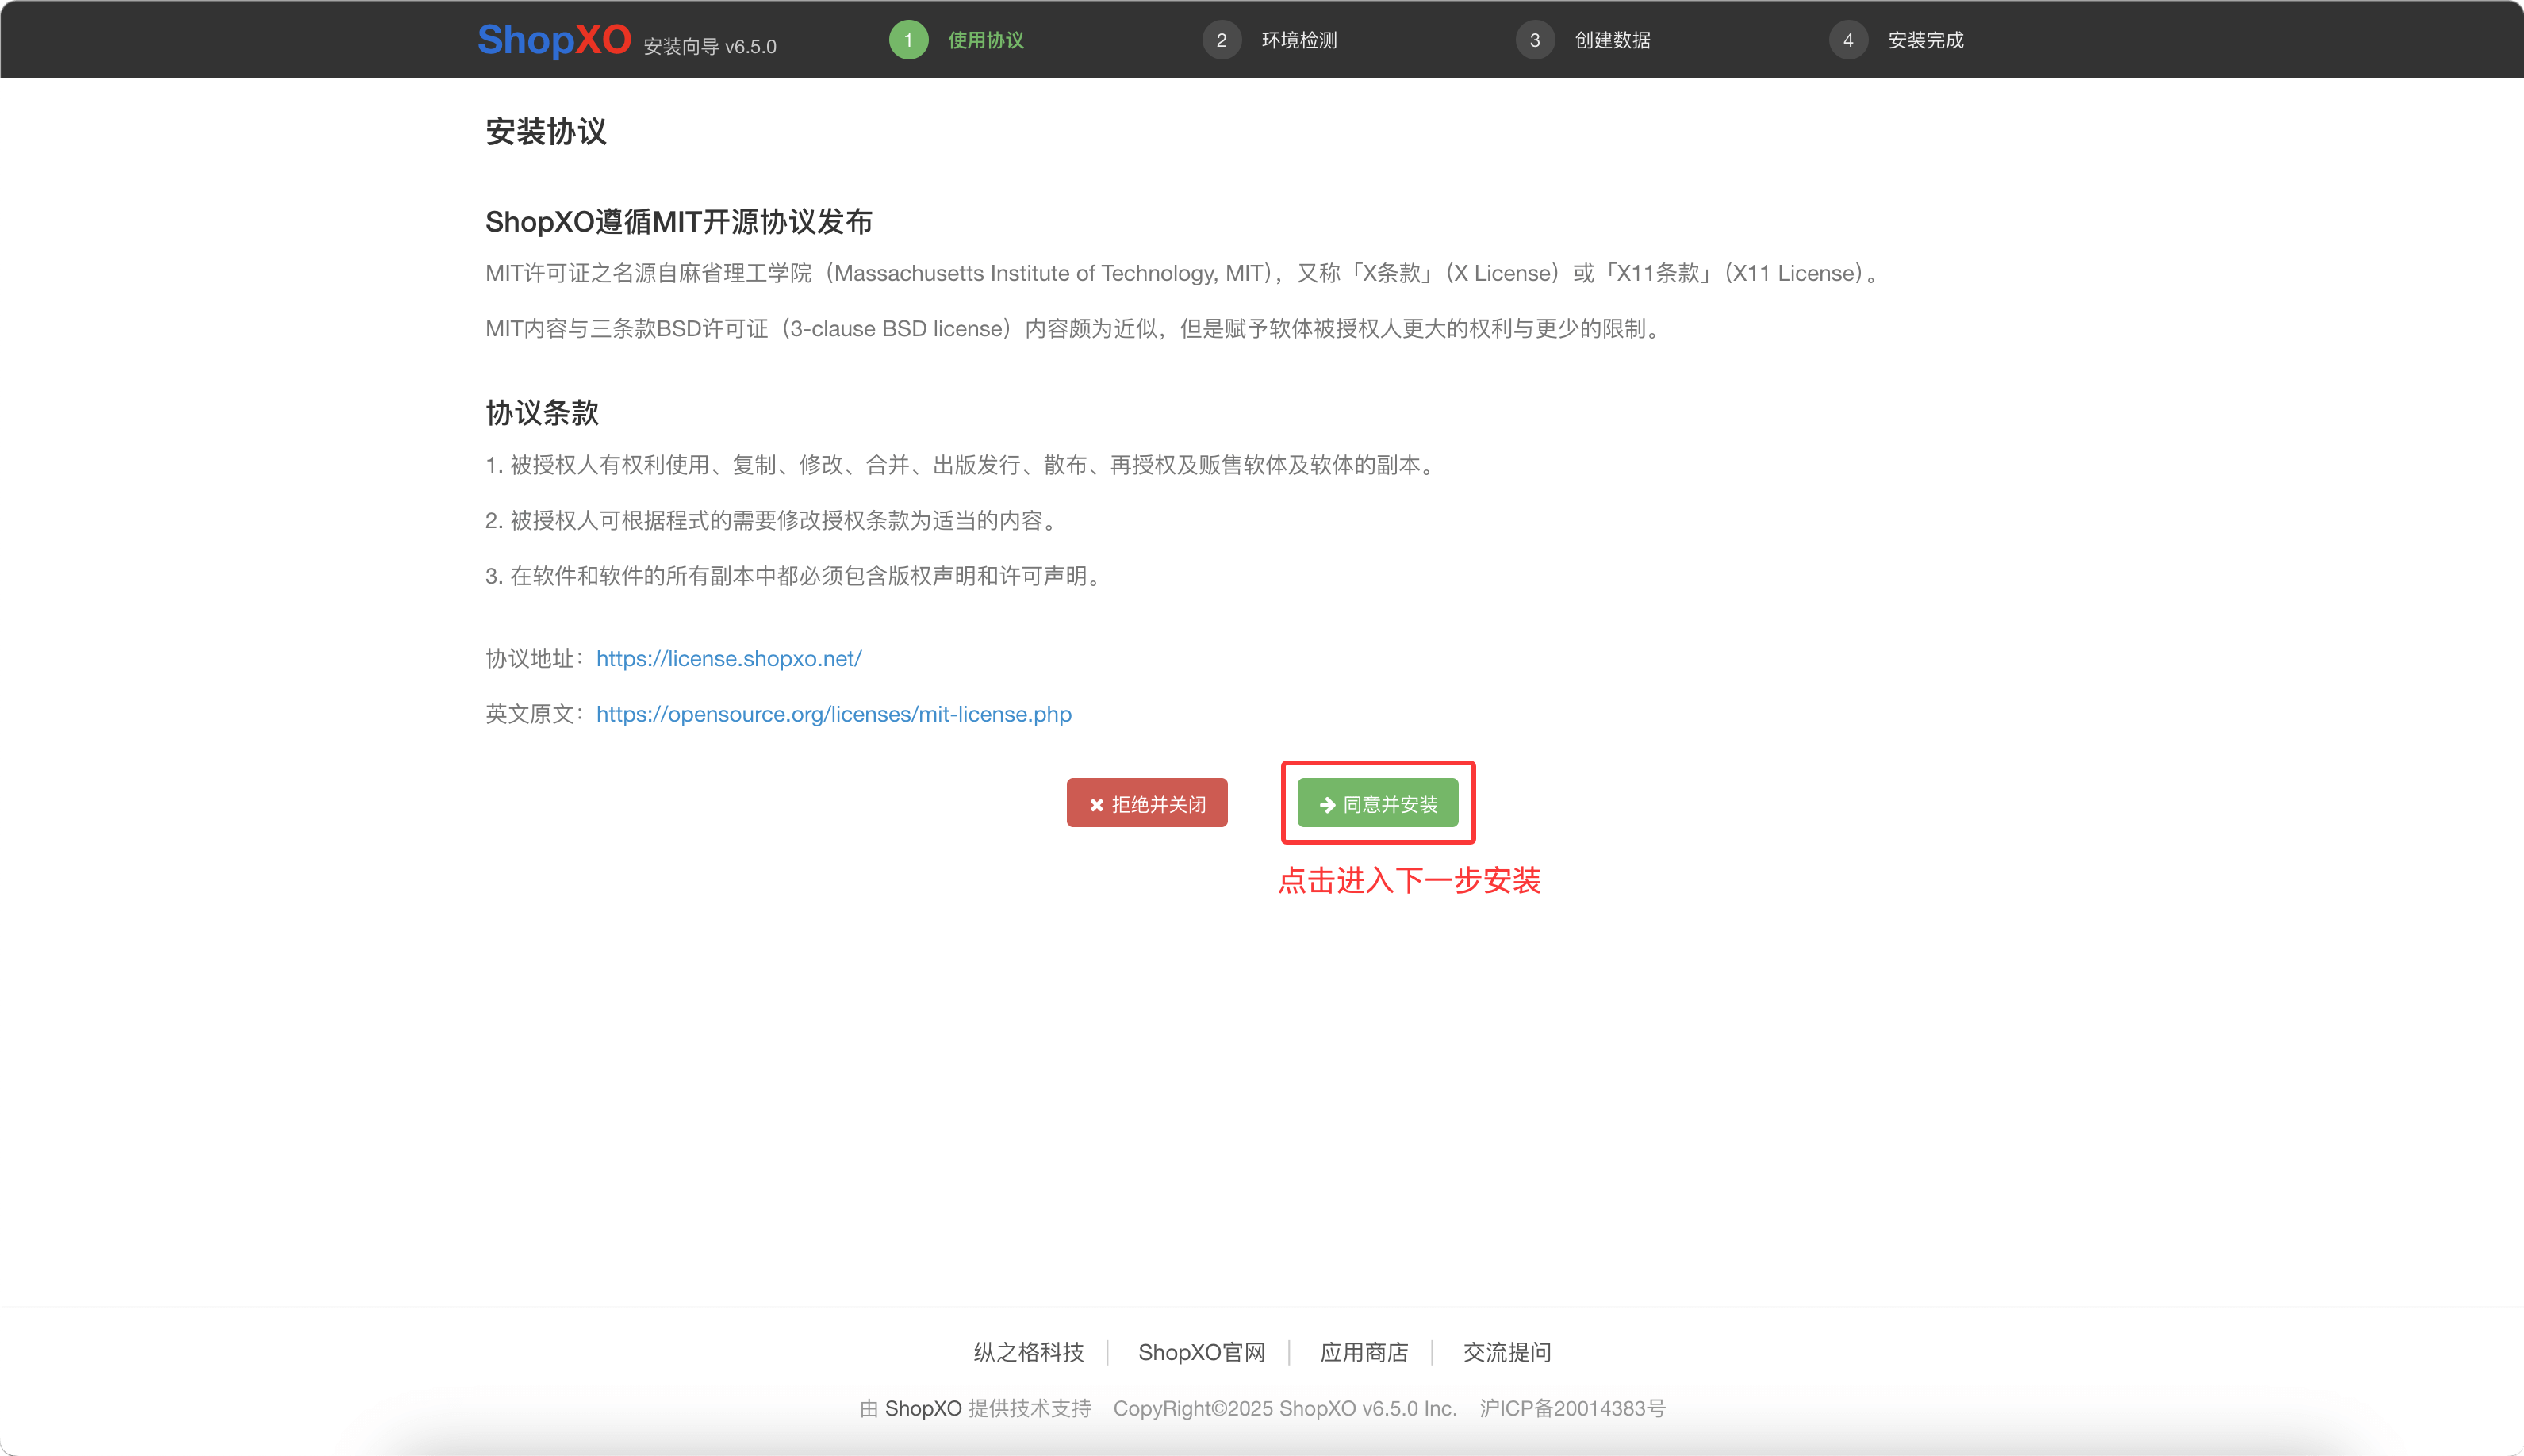 ShopXO 安装向导 v6.5.0
1 使用协议
2 环境检测
3 创建数据
4 安装完成
安装协议
ShopXO遵循MIT开源协议发布
MIT许可证之名源自麻省理工学院（Massachusetts Institute of Technology, MIT），又称「X条款」（X License）或「X11条款」（X11 License）。
MIT内容与三条款BSD许可证（3-clause BSD license）内容颇为近似，但是赋予软体被授权人更大的权利与更少的限制。
协议条款
1. 被授权人有权利使用、复制、修改、合并、出版发行、散布、再授权及贩售软体及软体的副本。
2. 被授权人可根据程式的需要修改授权条款为适当的内容。
3. 在软件和软件的所有副本中都必须包含版权声明和许可声明。
协议地址：https://license.shopxo.net/
英文原文：https://opensource.org/licenses/mit-license.php
拒绝并关闭
同意并安装
点击进入下一步安装
纵之格科技 | ShopXO官网 | 应用商店 | 交流提问
由 ShopXO 提供技术支持 CopyRight©2025 ShopXO v6.5.0 Inc. 沪ICP备20014383号